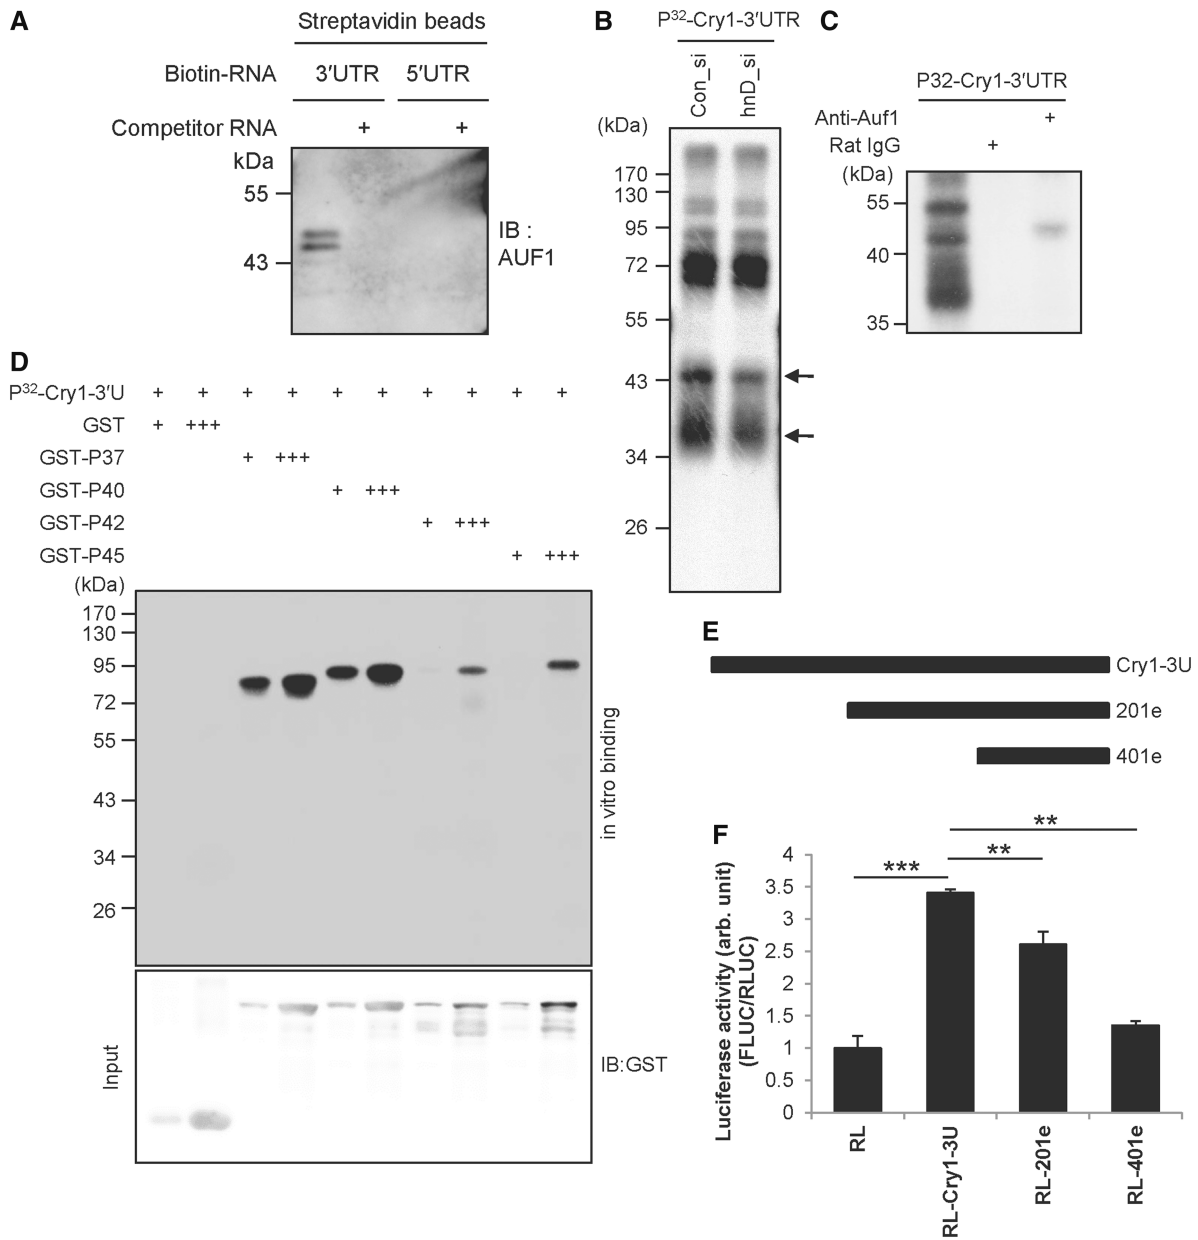 A
Streptavidin beads
Biotin-RNA 3′UTR 5′UTR
Competitor RNA + +
kDa
55
43
IB :
AUF1
B
P32-Cry1-3′UTR
Con_si
hnD_si
(kDa)
170
130
95
72
55
43
34
26
C
P32-Cry1-3′UTR
Anti-Auf1 +
Rat IgG +
(kDa)
55
40
35
D
P32-Cry1-3′U + + + + + + + + + +
GST + +++
GST-P37 + +++
GST-P40 + +++
GST-P42 + +++
GST-P45 + +++
(kDa)
170
130
95
72
55
43
34
26
in vitro binding
Input
IB:GST
E
Cry1-3U
201e
401e
F
Luciferase activity (arb. unit)
(FLUC/RLUC)
4
3.5
3
2.5
2
1.5
1
0.5
0
***
**
**
RL
RL-Cry1-3U
RL-201e
RL-401e